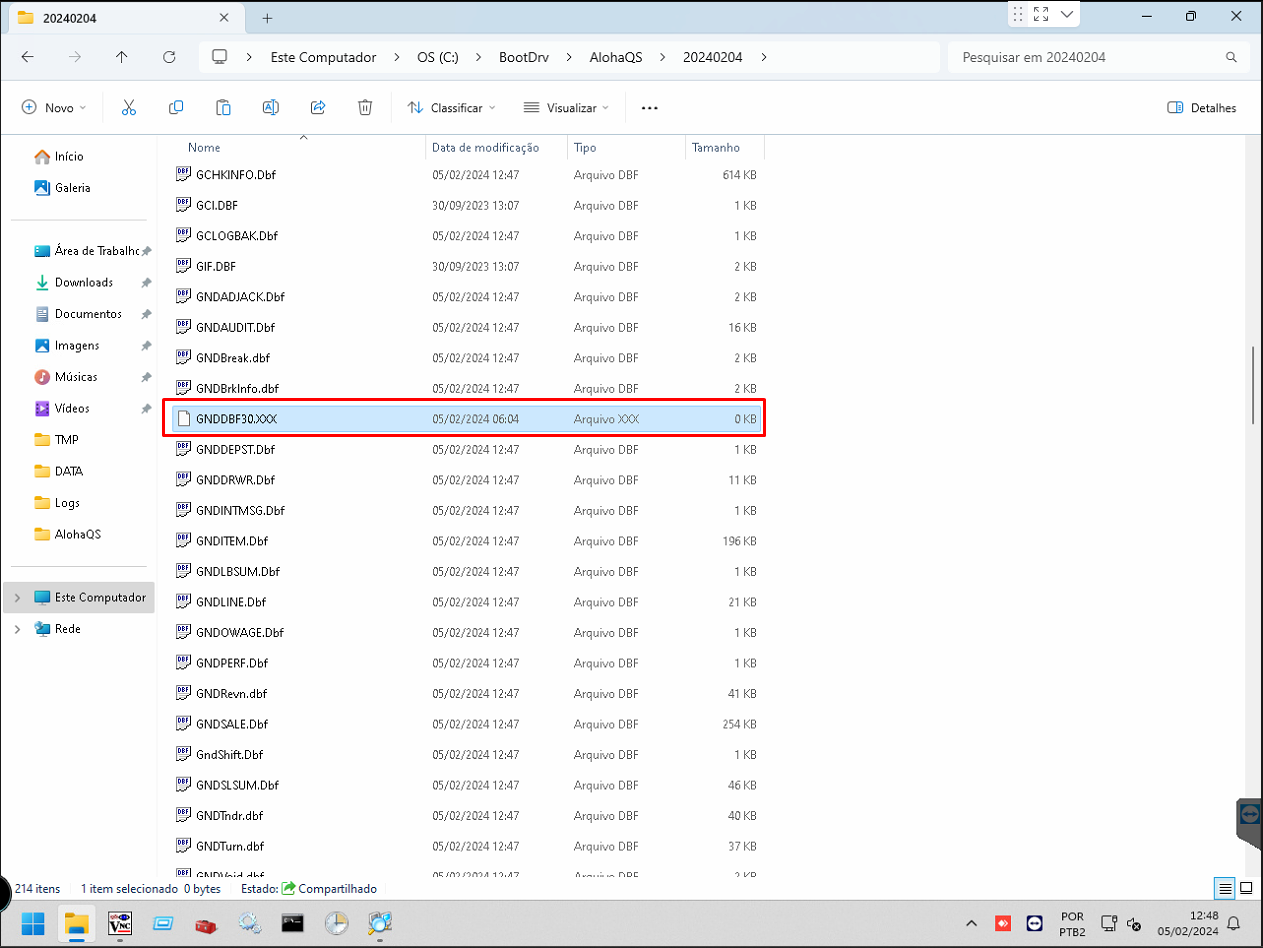 20240204
Este Computador > OS (C:) > BootDrv > AlohaQS > 20240204 >
Pesquisar em 20240204
Novo
Classificar
Visualizar
Detalhes
Início
Galeria
Área de Trabalho
Downloads
Documentos
Imagens
Músicas
Vídeos
TMP
DATA
Logs
AlohaQS
Este Computador
Rede
Nome Data de modificação Tipo Tamanho
GCHKINFO.Dbf 05/02/2024 12:47 Arquivo DBF 614 KB
GCI.DBF 30/09/2023 13:07 Arquivo DBF 1 KB
GCLOGBAK.Dbf 05/02/2024 12:47 Arquivo DBF 1 KB
GIF.DBF 30/09/2023 13:07 Arquivo DBF 2 KB
GNDADJACK.Dbf 05/02/2024 12:47 Arquivo DBF 2 KB
GNDAUDIT.Dbf 05/02/2024 12:47 Arquivo DBF 16 KB
GNDBreak.dbf 05/02/2024 12:47 Arquivo DBF 2 KB
GNDBrkInfo.dbf 05/02/2024 12:47 Arquivo DBF 2 KB
GNDDBF30.XXX 05/02/2024 06:04 Arquivo XXX 0 KB
GNDDEPST.Dbf 05/02/2024 12:47 Arquivo DBF 1 KB
GNDDRWR.Dbf 05/02/2024 12:47 Arquivo DBF 11 KB
GNDINTMSG.Dbf 05/02/2024 12:47 Arquivo DBF 1 KB
GNDITEM.Dbf 05/02/2024 12:47 Arquivo DBF 196 KB
GNDLBSUM.Dbf 05/02/2024 12:47 Arquivo DBF 1 KB
GNDLINE.Dbf 05/02/2024 12:47 Arquivo DBF 21 KB
GNDOWAGE.Dbf 05/02/2024 12:47 Arquivo DBF 1 KB
GNDPERF.Dbf 05/02/2024 12:47 Arquivo DBF 1 KB
GNDRevn.dbf 05/02/2024 12:47 Arquivo DBF 41 KB
GNDSALE.Dbf 05/02/2024 12:47 Arquivo DBF 254 KB
GndShift.Dbf 05/02/2024 12:47 Arquivo DBF 1 KB
GNDSLSUM.Dbf 05/02/2024 12:47 Arquivo DBF 46 KB
GNDTndr.dbf 05/02/2024 12:47 Arquivo DBF 40 KB
GNDTurn.dbf 05/02/2024 12:47 Arquivo DBF 37 KB
GNDVoid.dbf 05/02/2024 12:47 Arquivo DBF 2 KB
214 itens 1 item selecionado 0 bytes Estado: Compartilhado
VNC
POR
PTB2
12:48
05/02/2024